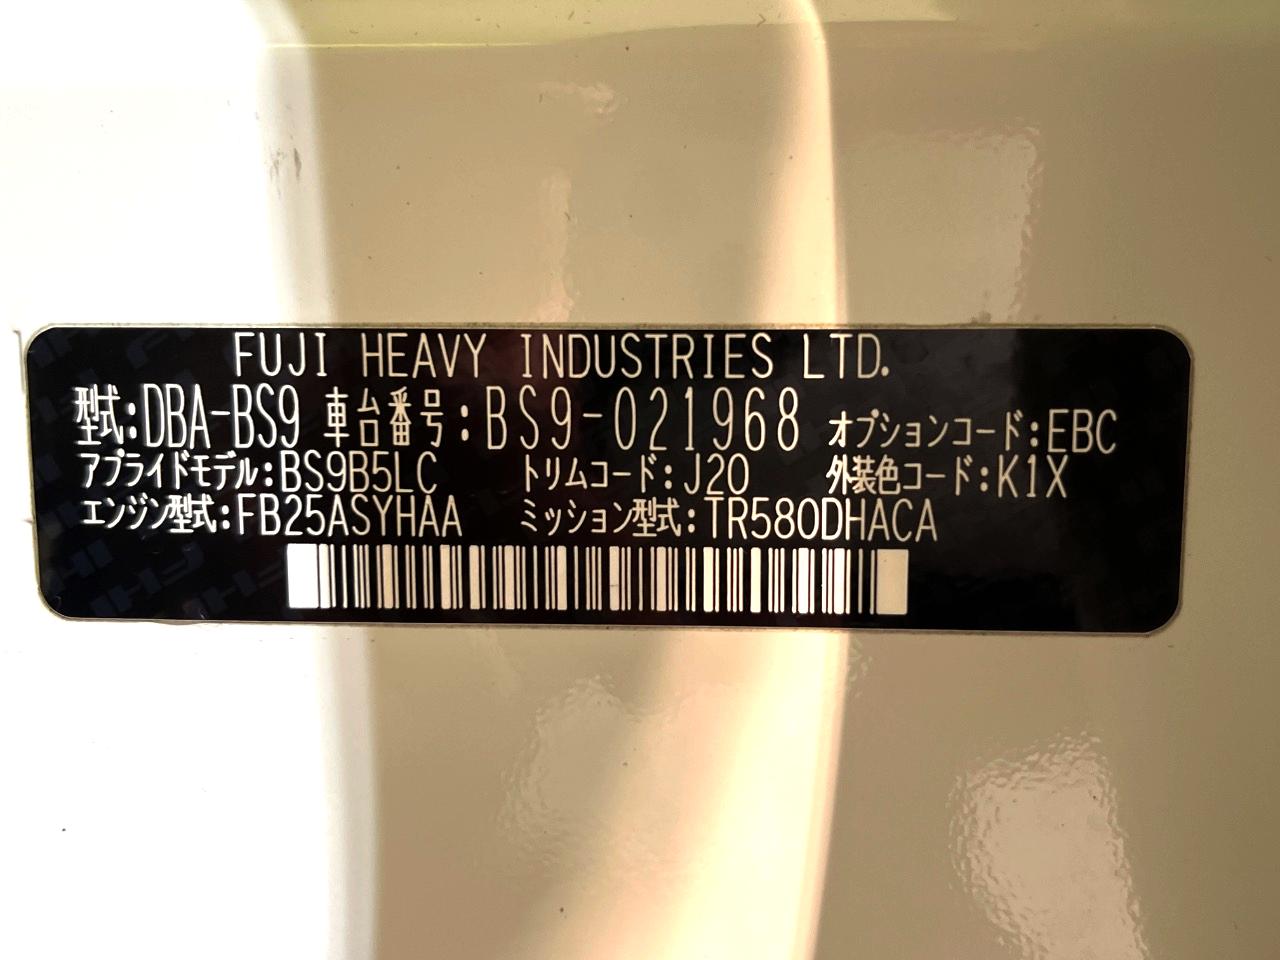 FUJI HEAVY INDUSTRIES LTD.
型式:DBA-BS9 車台番号:BS9-021968 オプションコード:EBC
アプライドモデル:BS9B5LC トリムコード:J20 外装色コード:K1X
エンジン型式:FB25ASYHAA ミッション型式:TR580DHACA